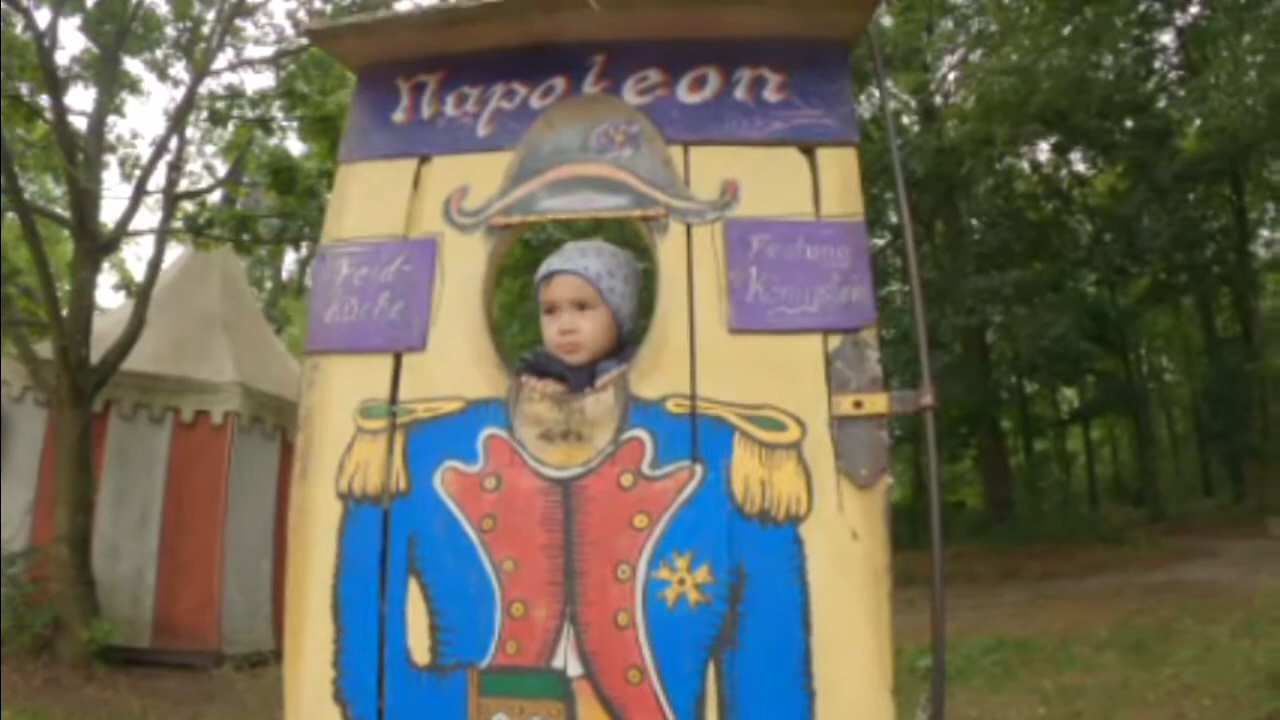 Napoleon
Feld-
küche
Festung
Königstein